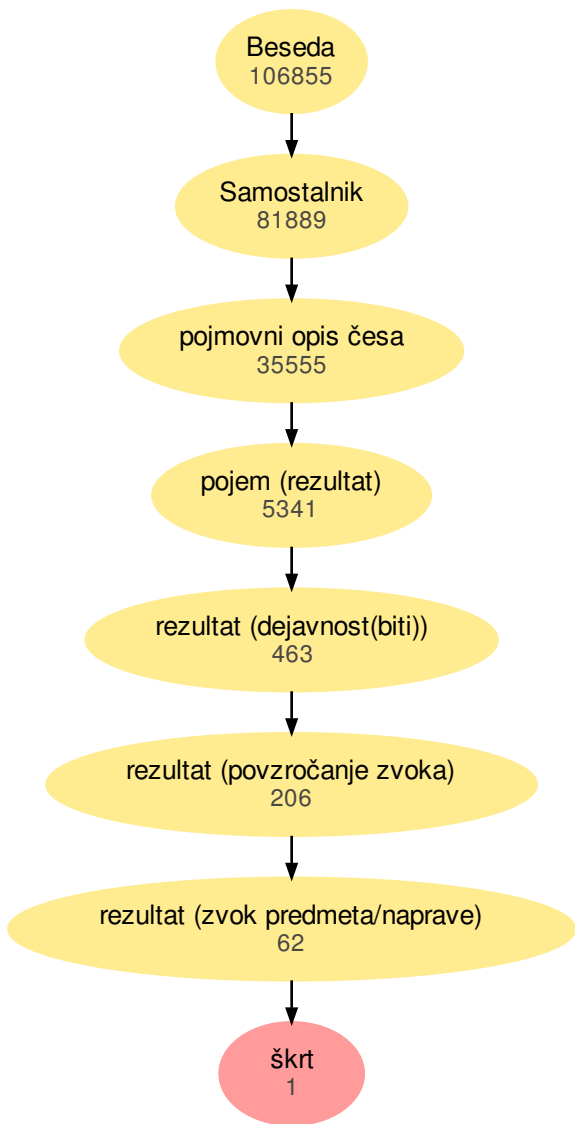 Beseda
106855
Samostalnik
81889
pojmovni opis česa
35555
pojem (rezultat)
5341
rezultat (dejavnost(biti))
463
rezultat (povzročanje zvoka)
206
rezultat (zvok predmeta/naprave)
62
škrt
1